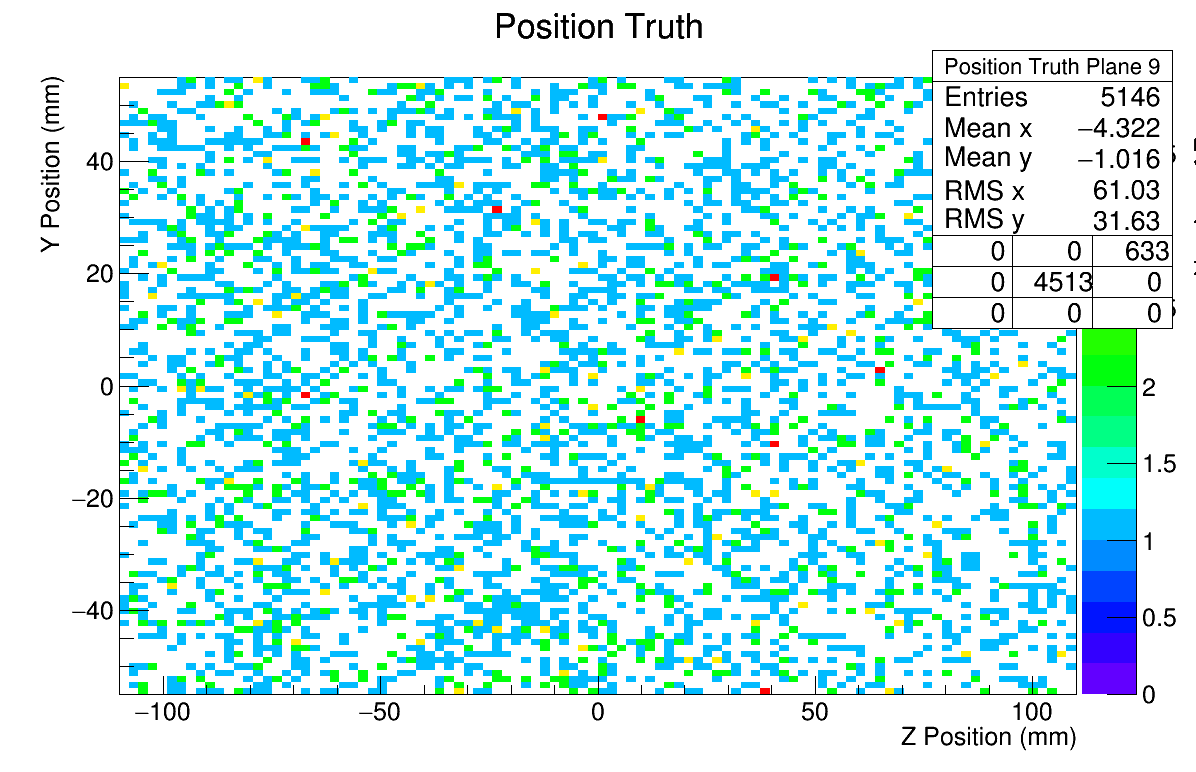 Position Truth
Position Truth Plane 9
Entries 5146
Mean x −4.322
Mean y −1.016
RMS x 61.03
RMS y 31.63
0 0 633
0 4513 0
0 0 0
Y Position (mm)
40
20
0
−20
−40
−100 −50 0 50 100
Z Position (mm)
2
1.5
1
0.5
0